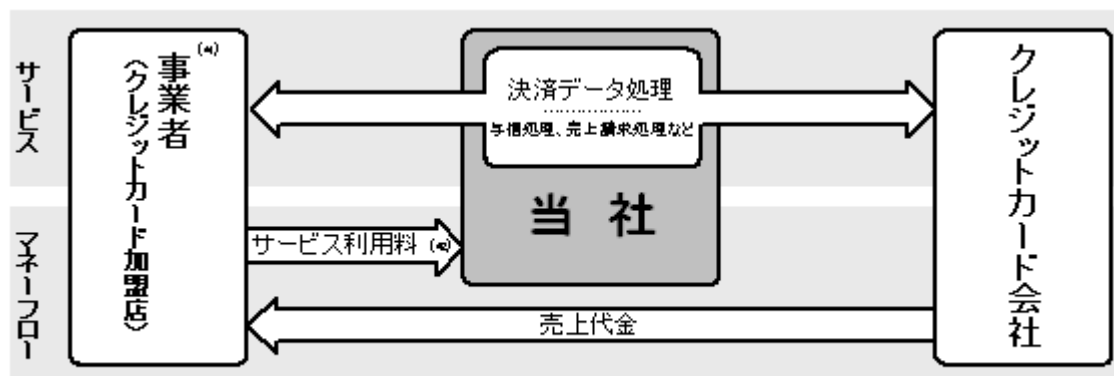 サービス
事業者
(クレジットカード加盟店)
決済データ処理
与信処理、売上請求処理など
当 社
クレジットカード会社
マネーフロー
サービス利用料
売上代金